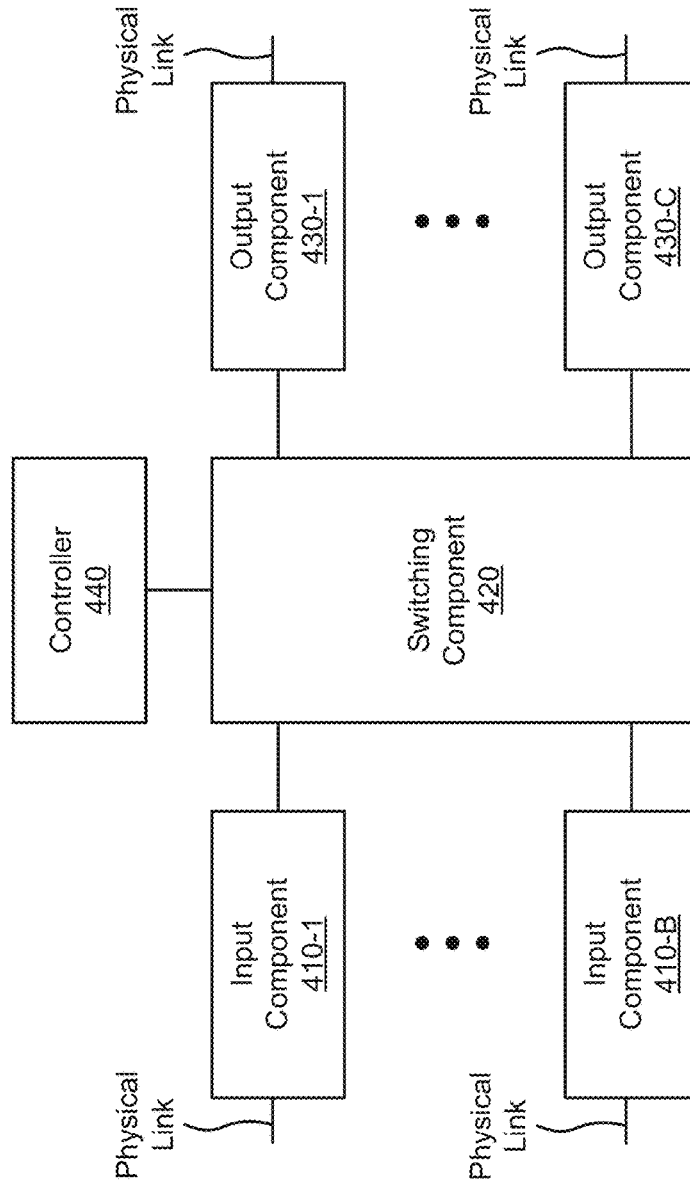 Controller
440
Physical
Link
Input
Component
410-1
Switching
Component
420
Output
Component
430-1
Physical
Link
Physical
Link
Input
Component
410-B
Output
Component
430-C
Physical
Link